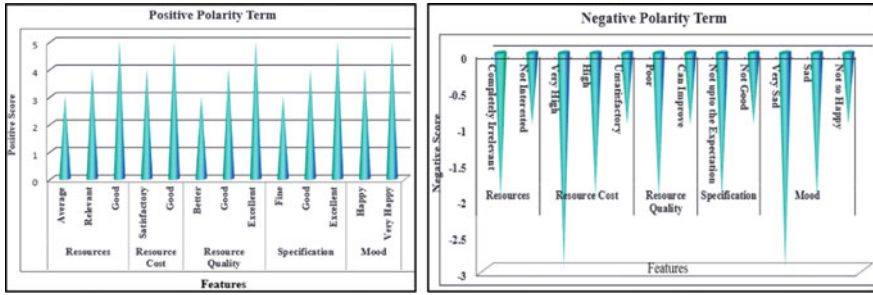 Positive Polarity Term
Positive Score
5
4
3
2
1
0
Average
Relevant
Good
Satisfactory
Good
Better
Good
Excellent
Fine
Good
Excellent
Happy
Very Happy
Resources
Resource
Cost
Resource
Quality
Specification
Mood
Features
Negative Polarity Term
Negative Score
0
-0.5
-1
-1.5
-2
-2.5
-3
Completely Irrelevant
Not Interested
Very High
High
Unsatisfactory
Poor
Can Improve
Not upto the Expectation
Not Good
Very Sad
Sad
Not to Happy
Resources
Resource Cost
Resource
Quality
Specification
Mood
Features